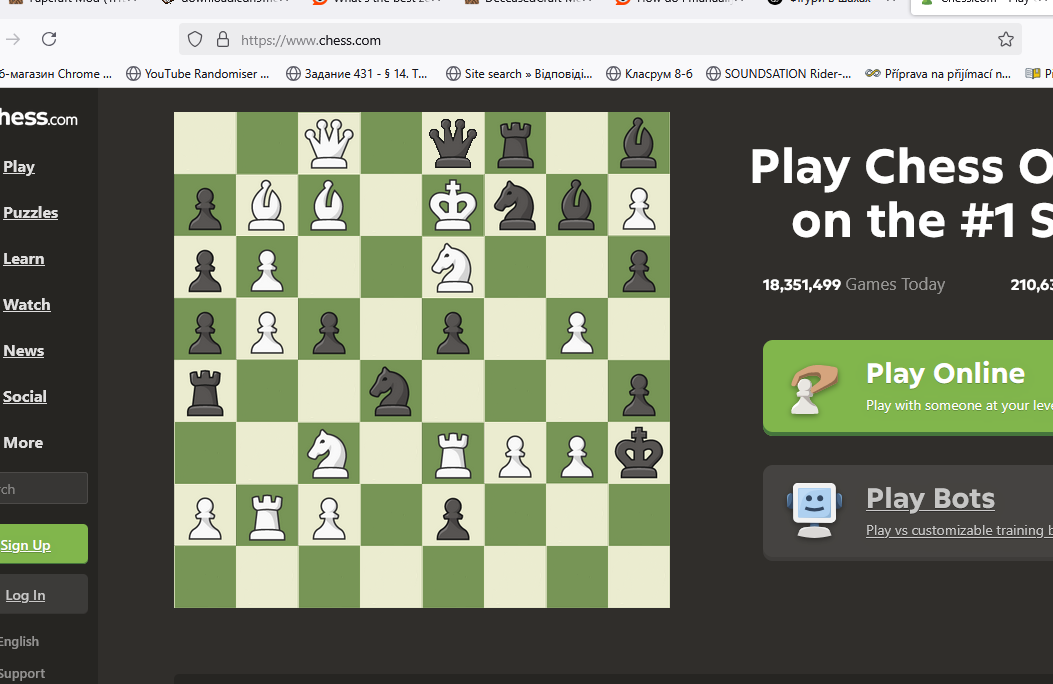 https://www.chess.com
б-магазин Chrome ...
YouTube Randomiser ...
Задание 431 - § 14. Т...
Site search » Відповіді...
Класрум 8-б
SOUNDSATION Rider-...
Příprava na přijímací n...
hess.com
Play
Puzzles
Learn
Watch
News
Social
More
rch
Sign Up
Log In
English
Support
Play Chess O
on the #1 S
18,351,499 Games Today
210,63
Play Online
Play with someone at your leve
Play Bots
Play vs customizable training b